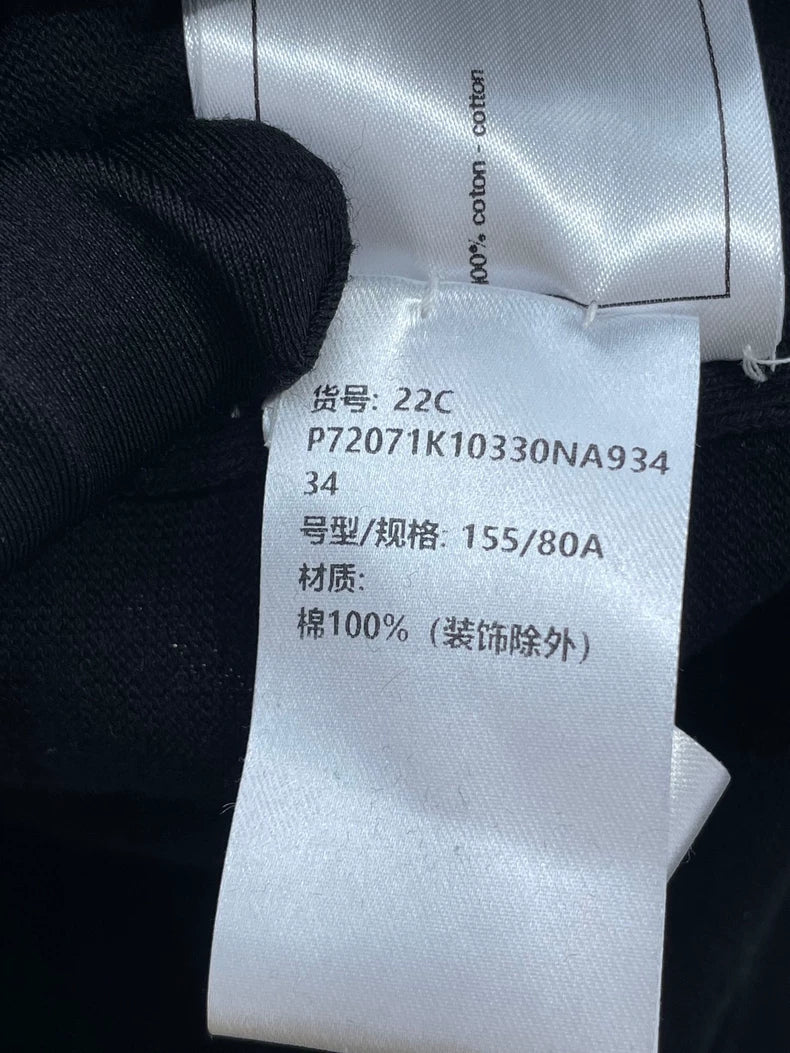 100% coton - cotton
货号: 22C
P72071K10330NA934
34
号型/规格: 155/80A
材质:
棉100% (装饰除外)